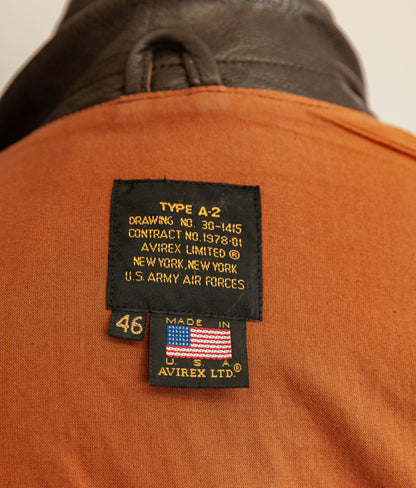 TYPE A-2
DRAWING NO. 30-1415
CONTRACT NO. 1978-01
AVIREX LIMITED ®
NEW YORK, NEW YORK
U.S. ARMY AIR FORCES
46
MADE IN
U. S. A.
AVIREX LTD.®